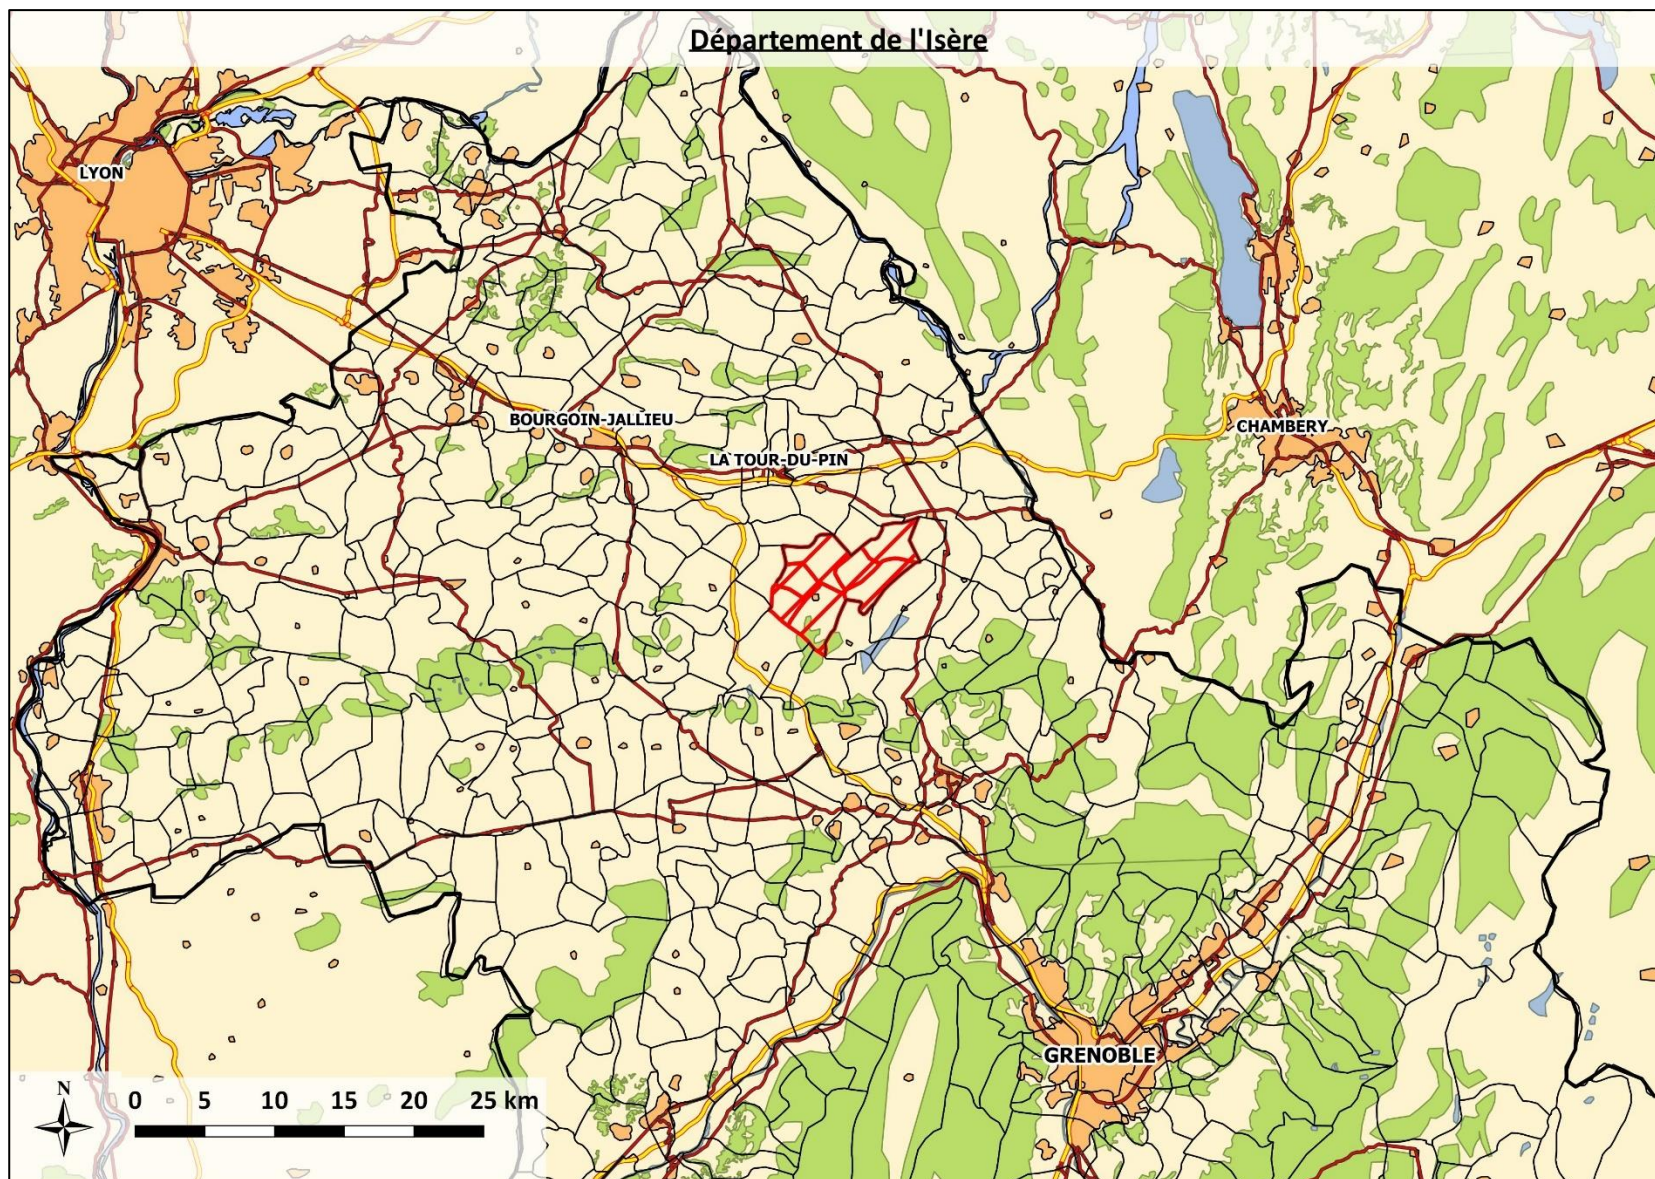 Département de l'Isère
LYON
BOURGOIN-JALLIEU
CHAMBERY
LA TOUR-DU-PIN
GRENOBLE
N
0 5 10 15 20 25 km